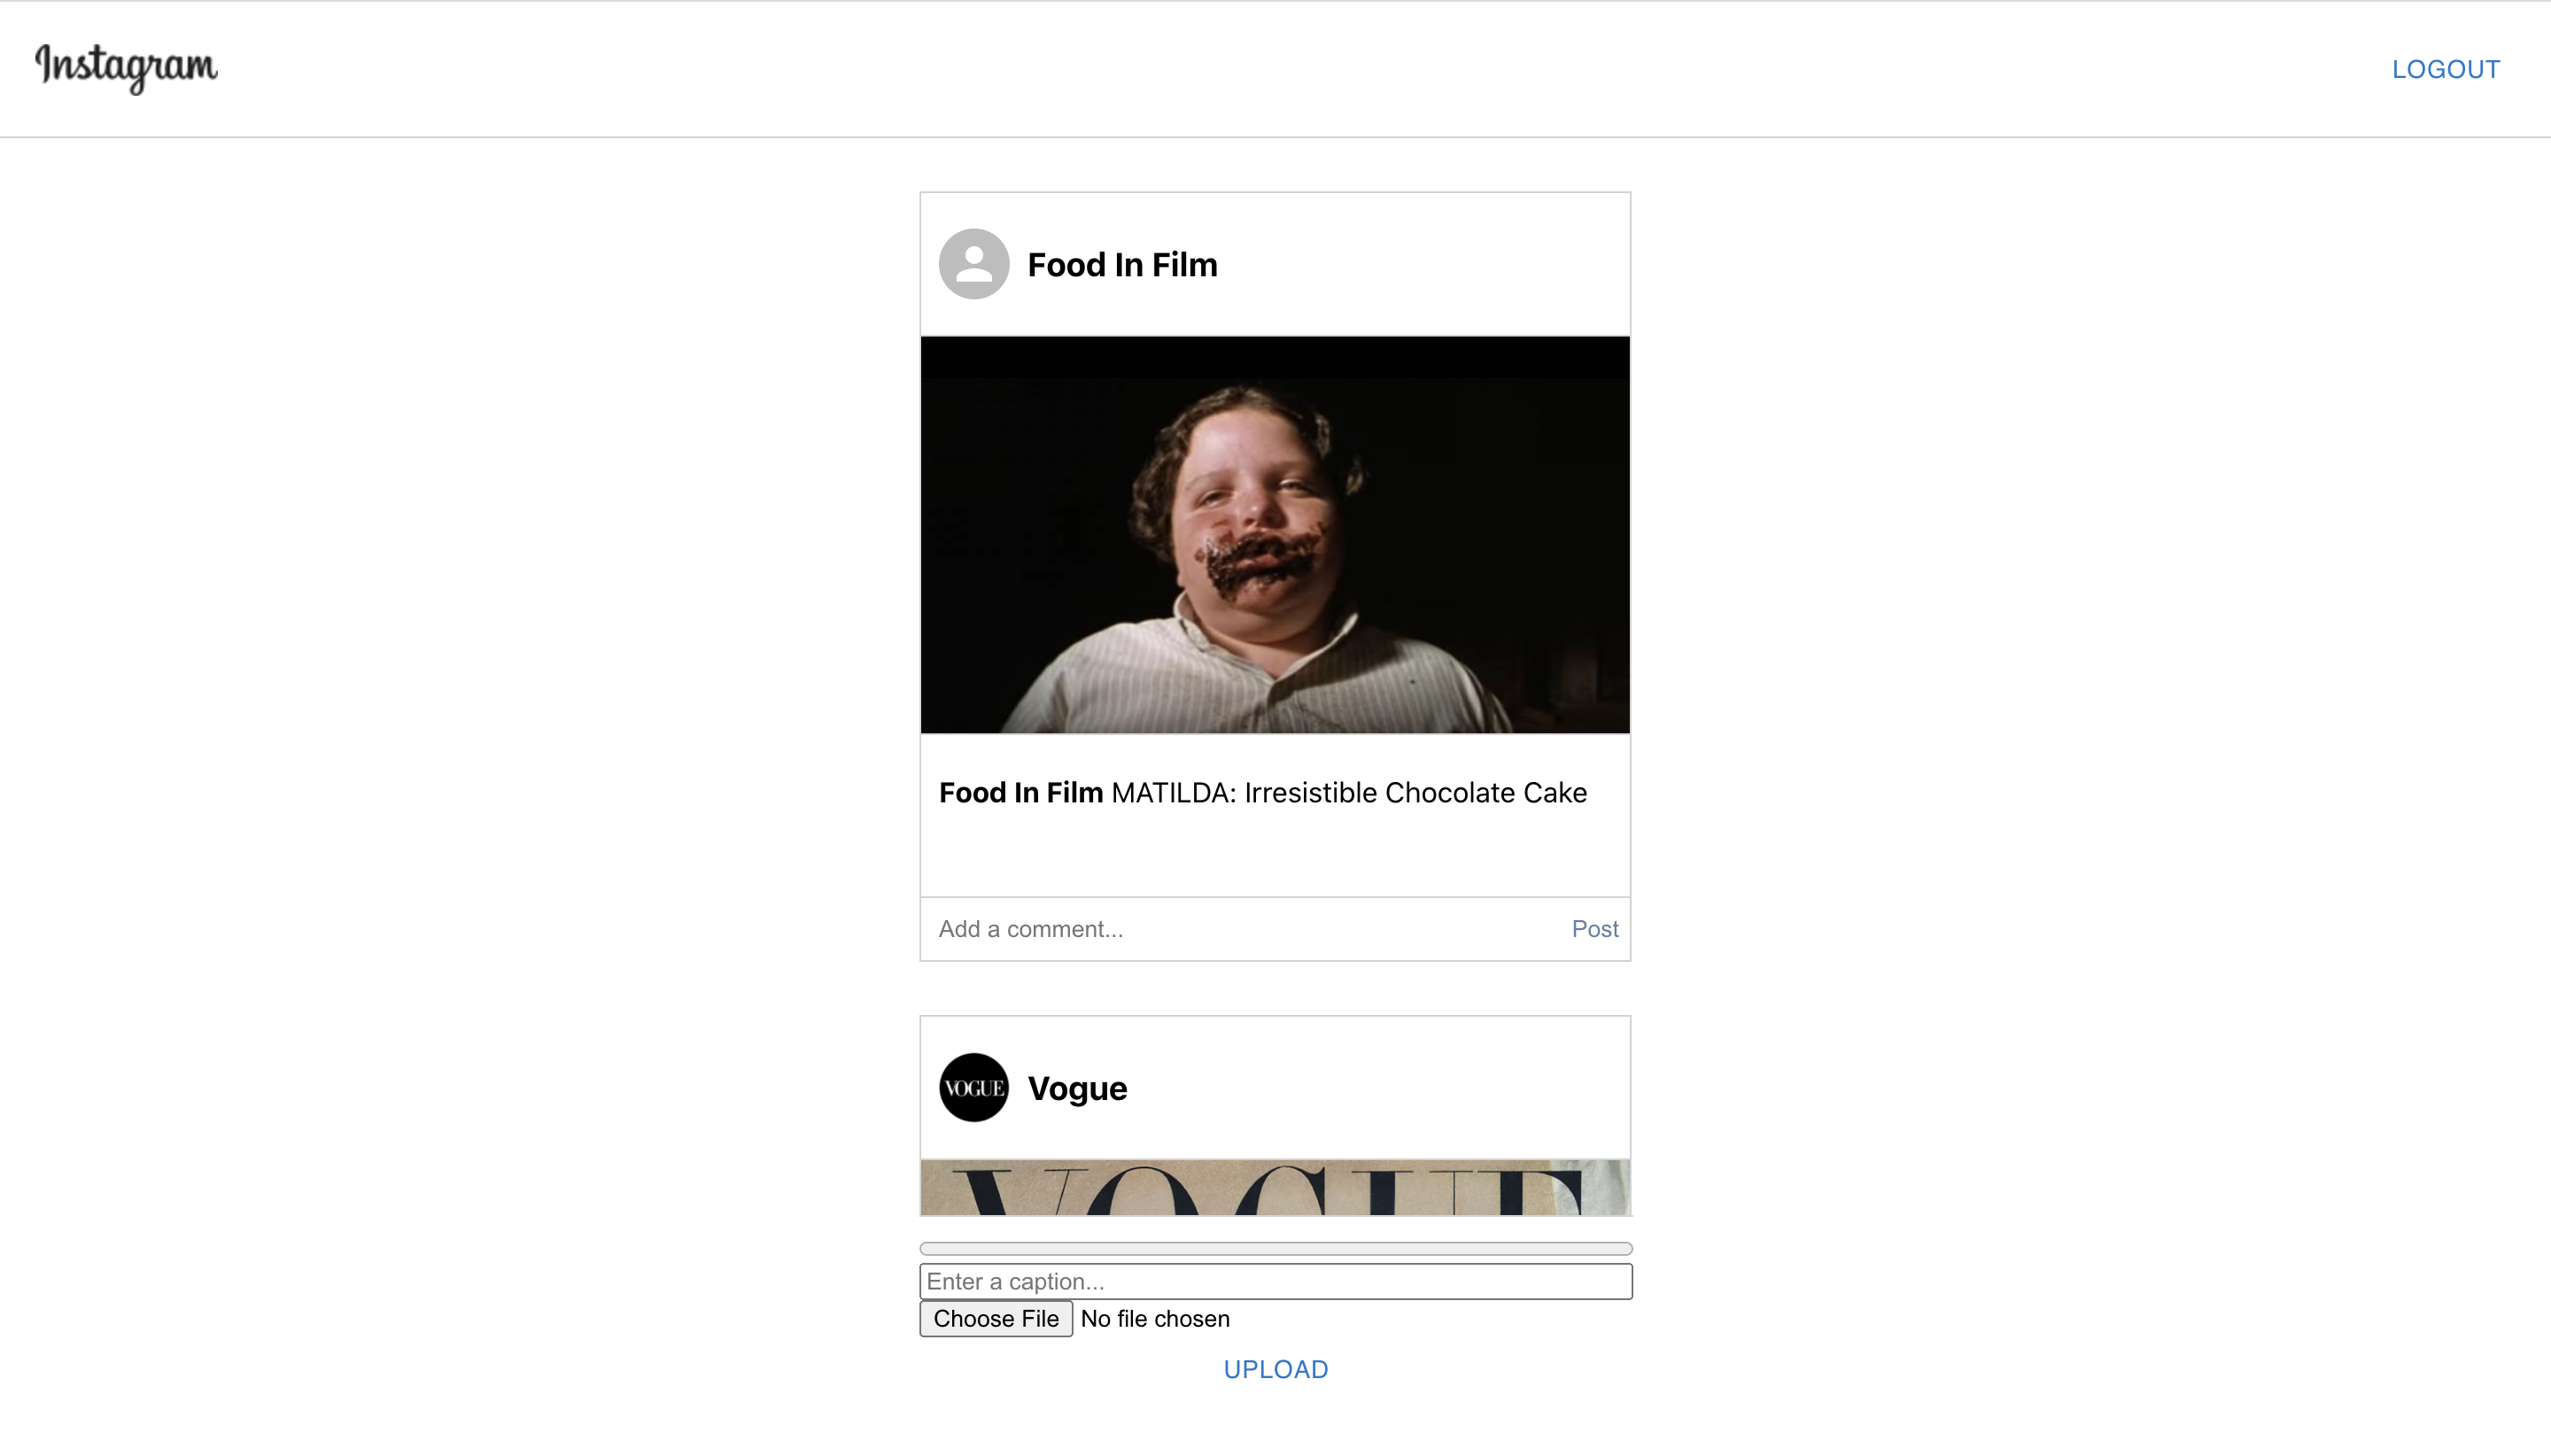 Instagram
LOGOUT
Food In Film
Food In Film MATILDA: Irresistible Chocolate Cake
Add a comment...
Post
VOGUE
Vogue
VOGUE
Enter a caption...
Choose File No file chosen
UPLOAD